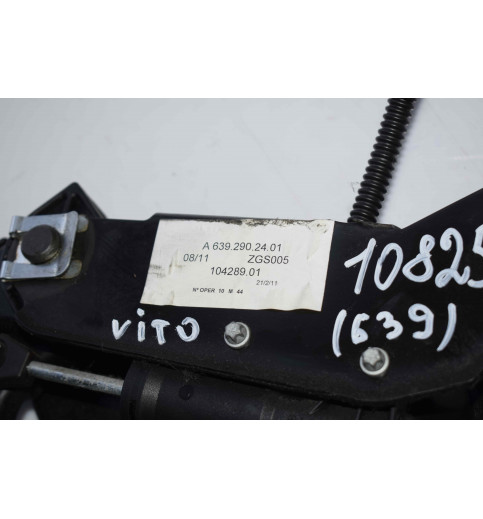 A 639.290.24.01
08/11 ZGS005
104289.01
21/2/11
Nº OPER 10 M 44
VITO
10825
(639)